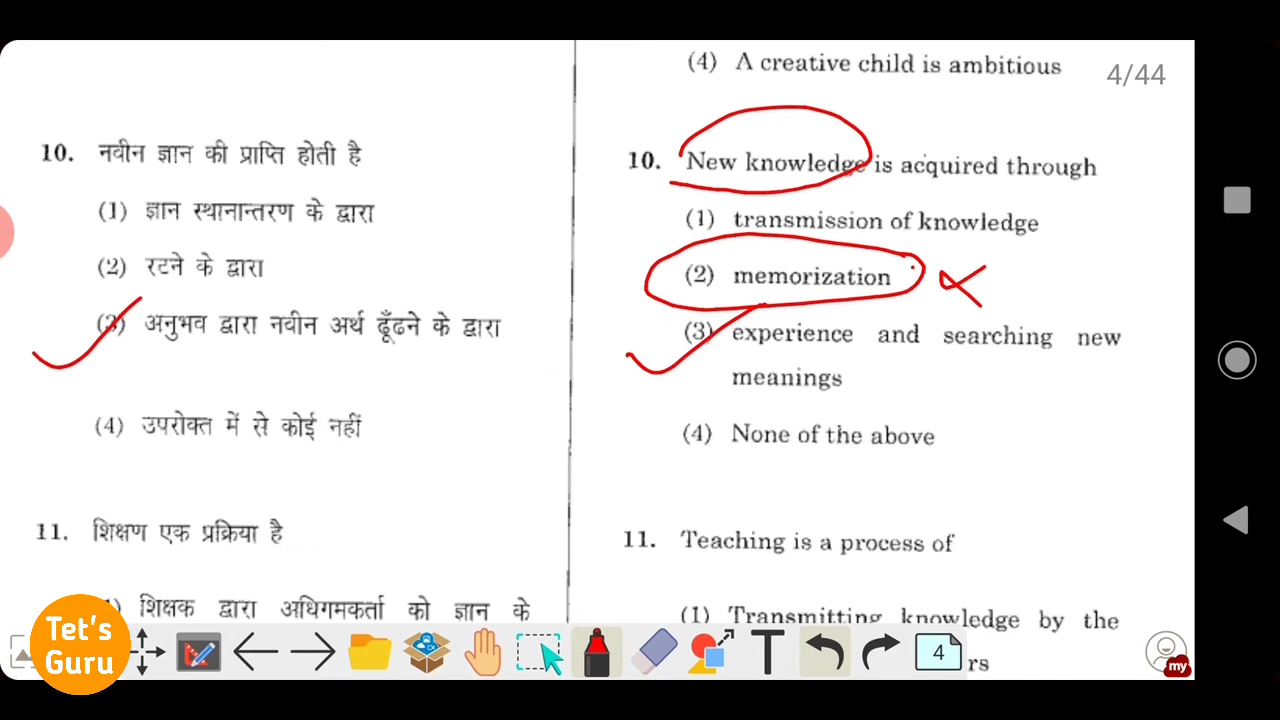 (4) A creative child is ambitious
4/44
10. नवीन ज्ञान की प्राप्ति होती है
(1) ज्ञान स्थानान्तरण के द्वारा
(2) रटने के द्वारा
(3) अनुभव द्वारा नवीन अर्थ ढूँढने के द्वारा
(4) उपरोक्त में से कोई नहीं
11. शिक्षण एक प्रक्रिया है
शिक्षक द्वारा अधिगमकर्ता को ज्ञान के
10. New knowledge is acquired through
(1) transmission of knowledge
(2) memorization
(3) experience and searching new
meanings
(4) None of the above
11. Teaching is a process of
(1) Transmitting knowledge by the
rs
Tet's
Guru
T
4
my